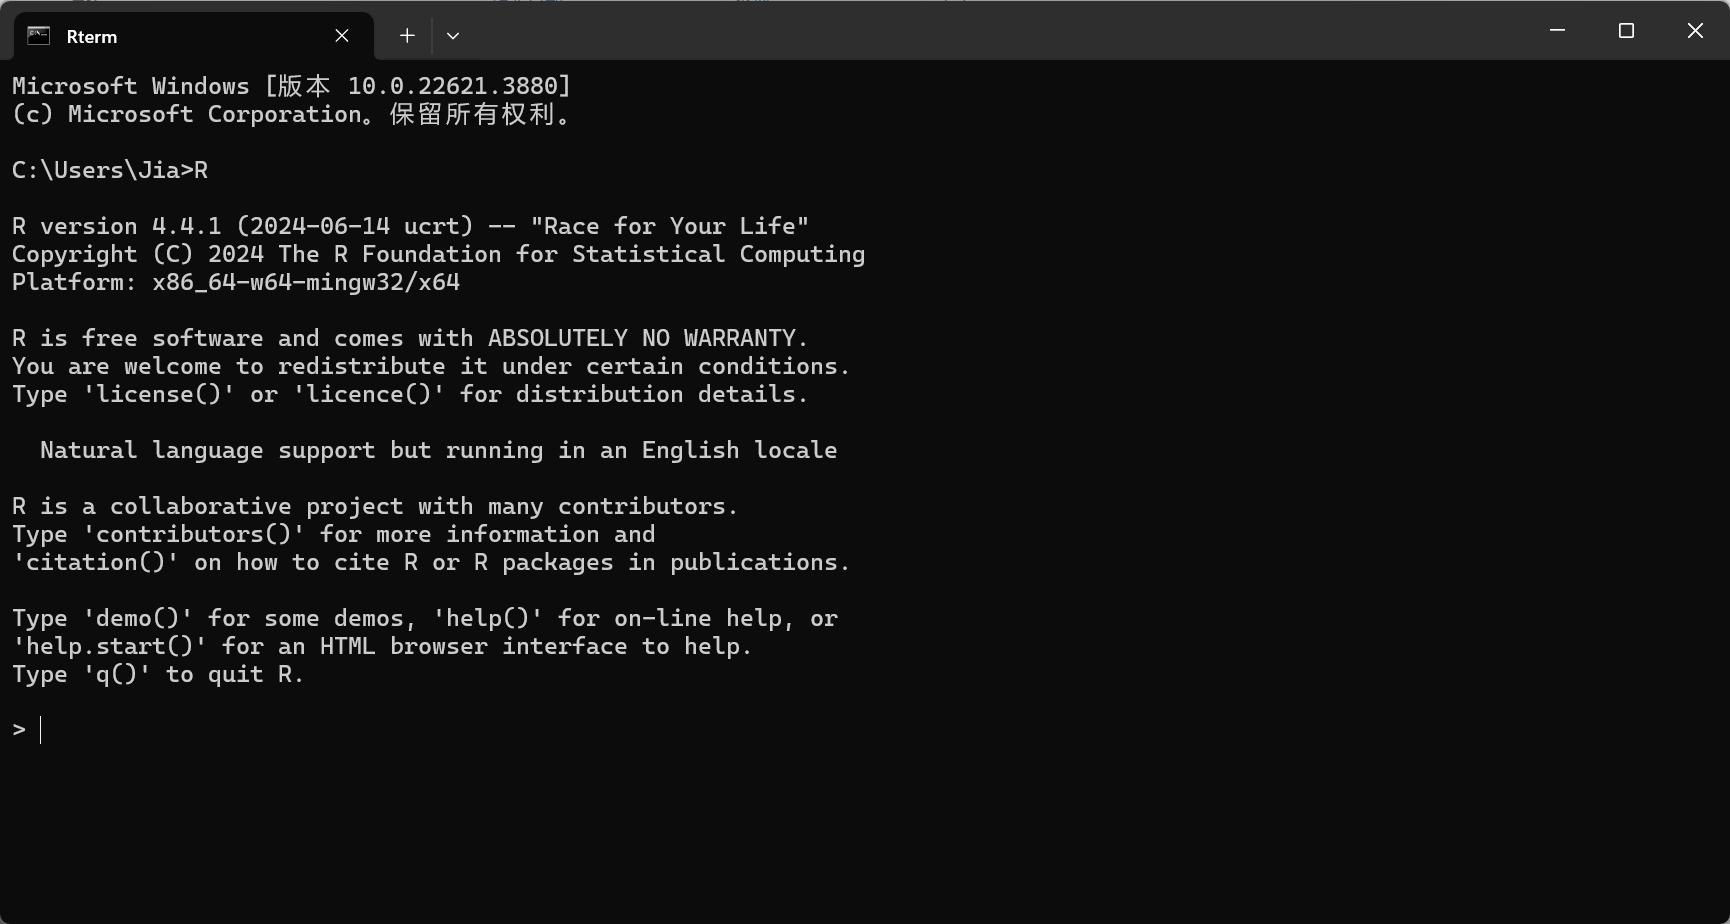 Rterm
Microsoft Windows [版本 10.0.22621.3880]
(c) Microsoft Corporation。保留所有权利。
C:\Users\Jia>R
R version 4.4.1 (2024-06-14 ucrt) -- "Race for Your Life"
Copyright (C) 2024 The R Foundation for Statistical Computing
Platform: x86_64-w64-mingw32/x64
R is free software and comes with ABSOLUTELY NO WARRANTY.
You are welcome to redistribute it under certain conditions.
Type 'license()' or 'licence()' for distribution details.
  Natural language support but running in an English locale
R is a collaborative project with many contributors.
Type 'contributors()' for more information and
'citation()' on how to cite R or R packages in publications.
Type 'demo()' for some demos, 'help()' for on-line help, or
'help.start()' for an HTML browser interface to help.
Type 'q()' to quit R.
>